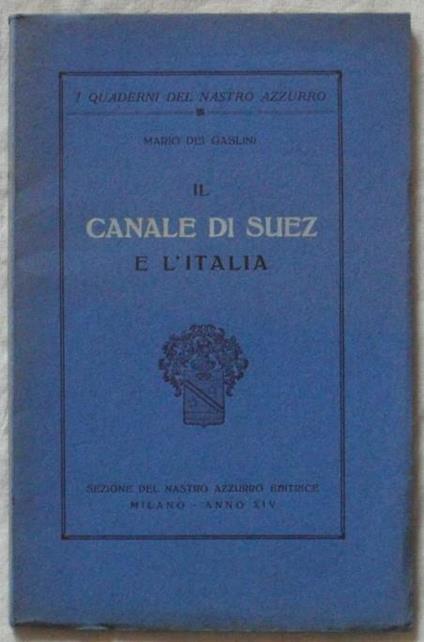 I QUADERNI DEL NASTRO AZZURRO
MARIO DEI GASLINI
IL
CANALE DI SUEZ
E L'ITALIA
SEZIONE DEL NASTRO AZZURRO EDITRICE
MILANO - ANNO XIV